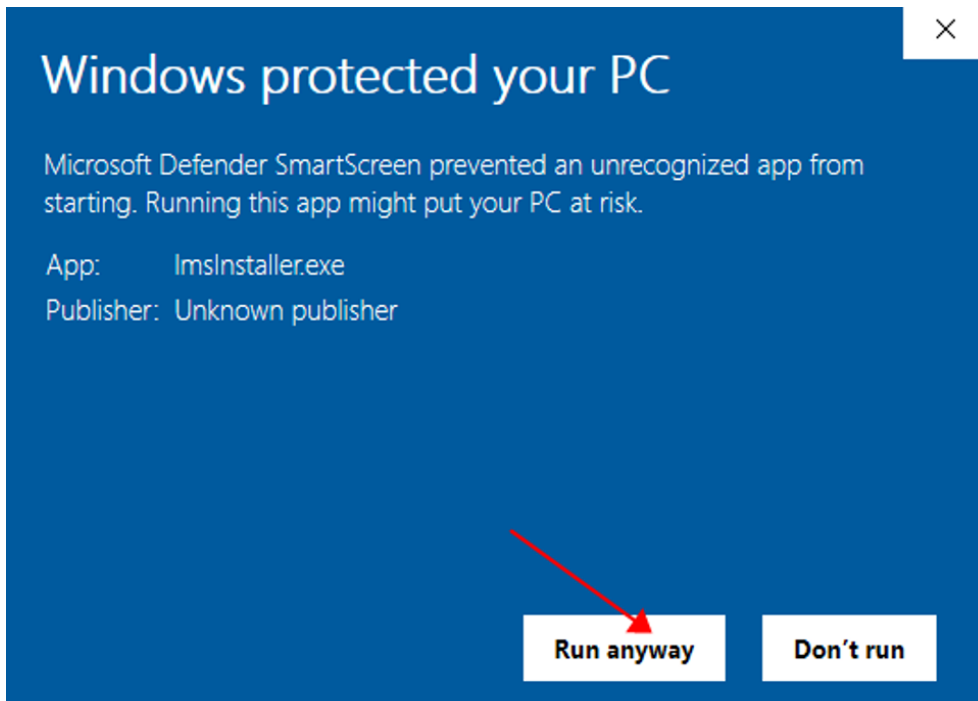 Windows protected your PC
Microsoft Defender SmartScreen prevented an unrecognized app from
starting. Running this app might put your PC at risk.
App: lmsInstaller.exe
Publisher: Unknown publisher
Run anyway Don’t run